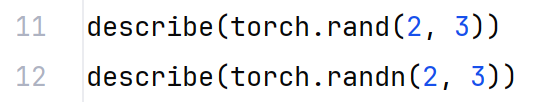 11 describe(torch.rand(2, 3))
12 describe(torch.randn(2, 3))